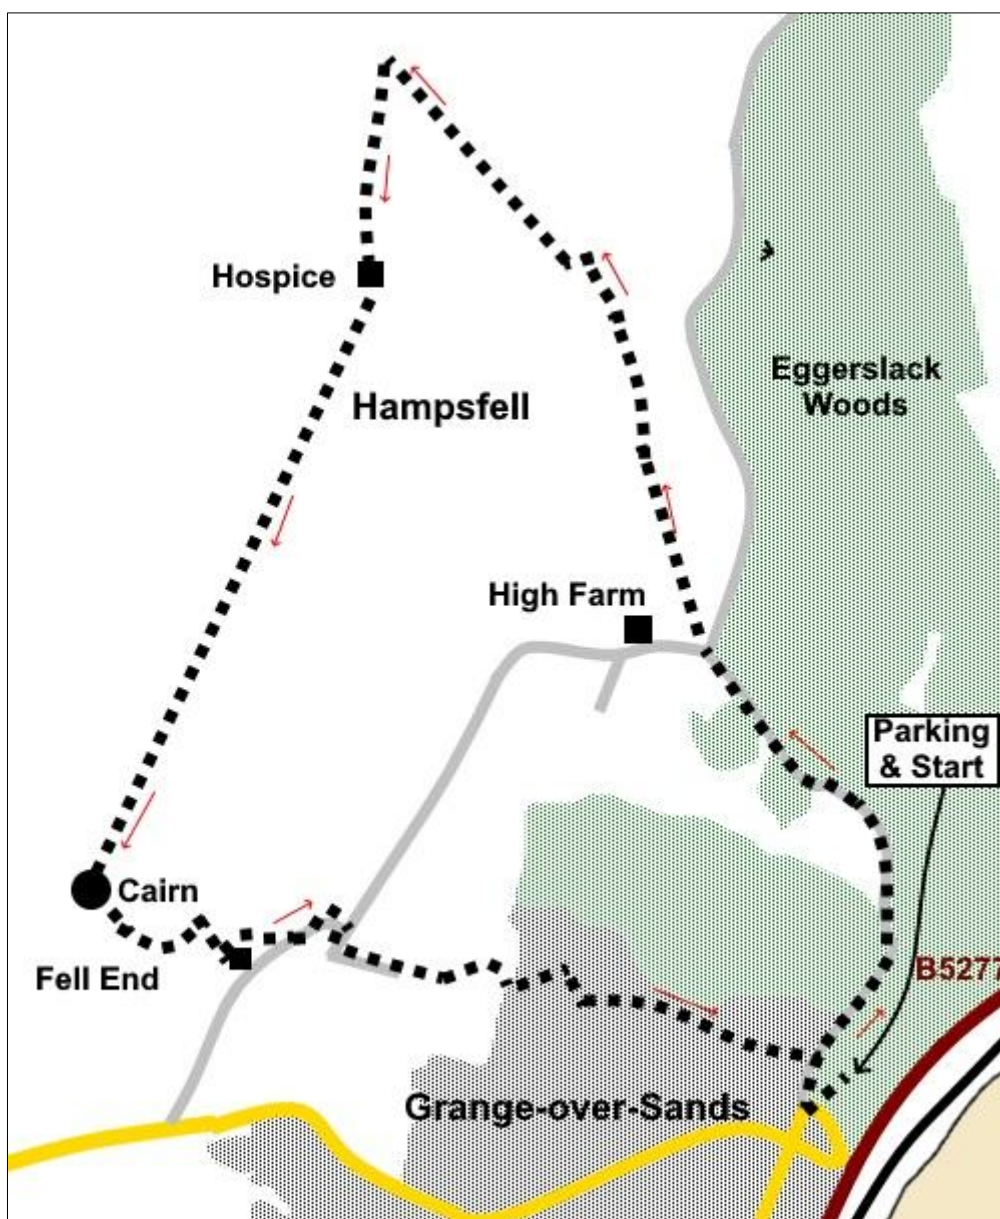 Hospice
Eggerslack
Woods
Hampsfell
High Farm
Parking
& Start
Cairn
B5277
Fell End
Grange-over-Sands